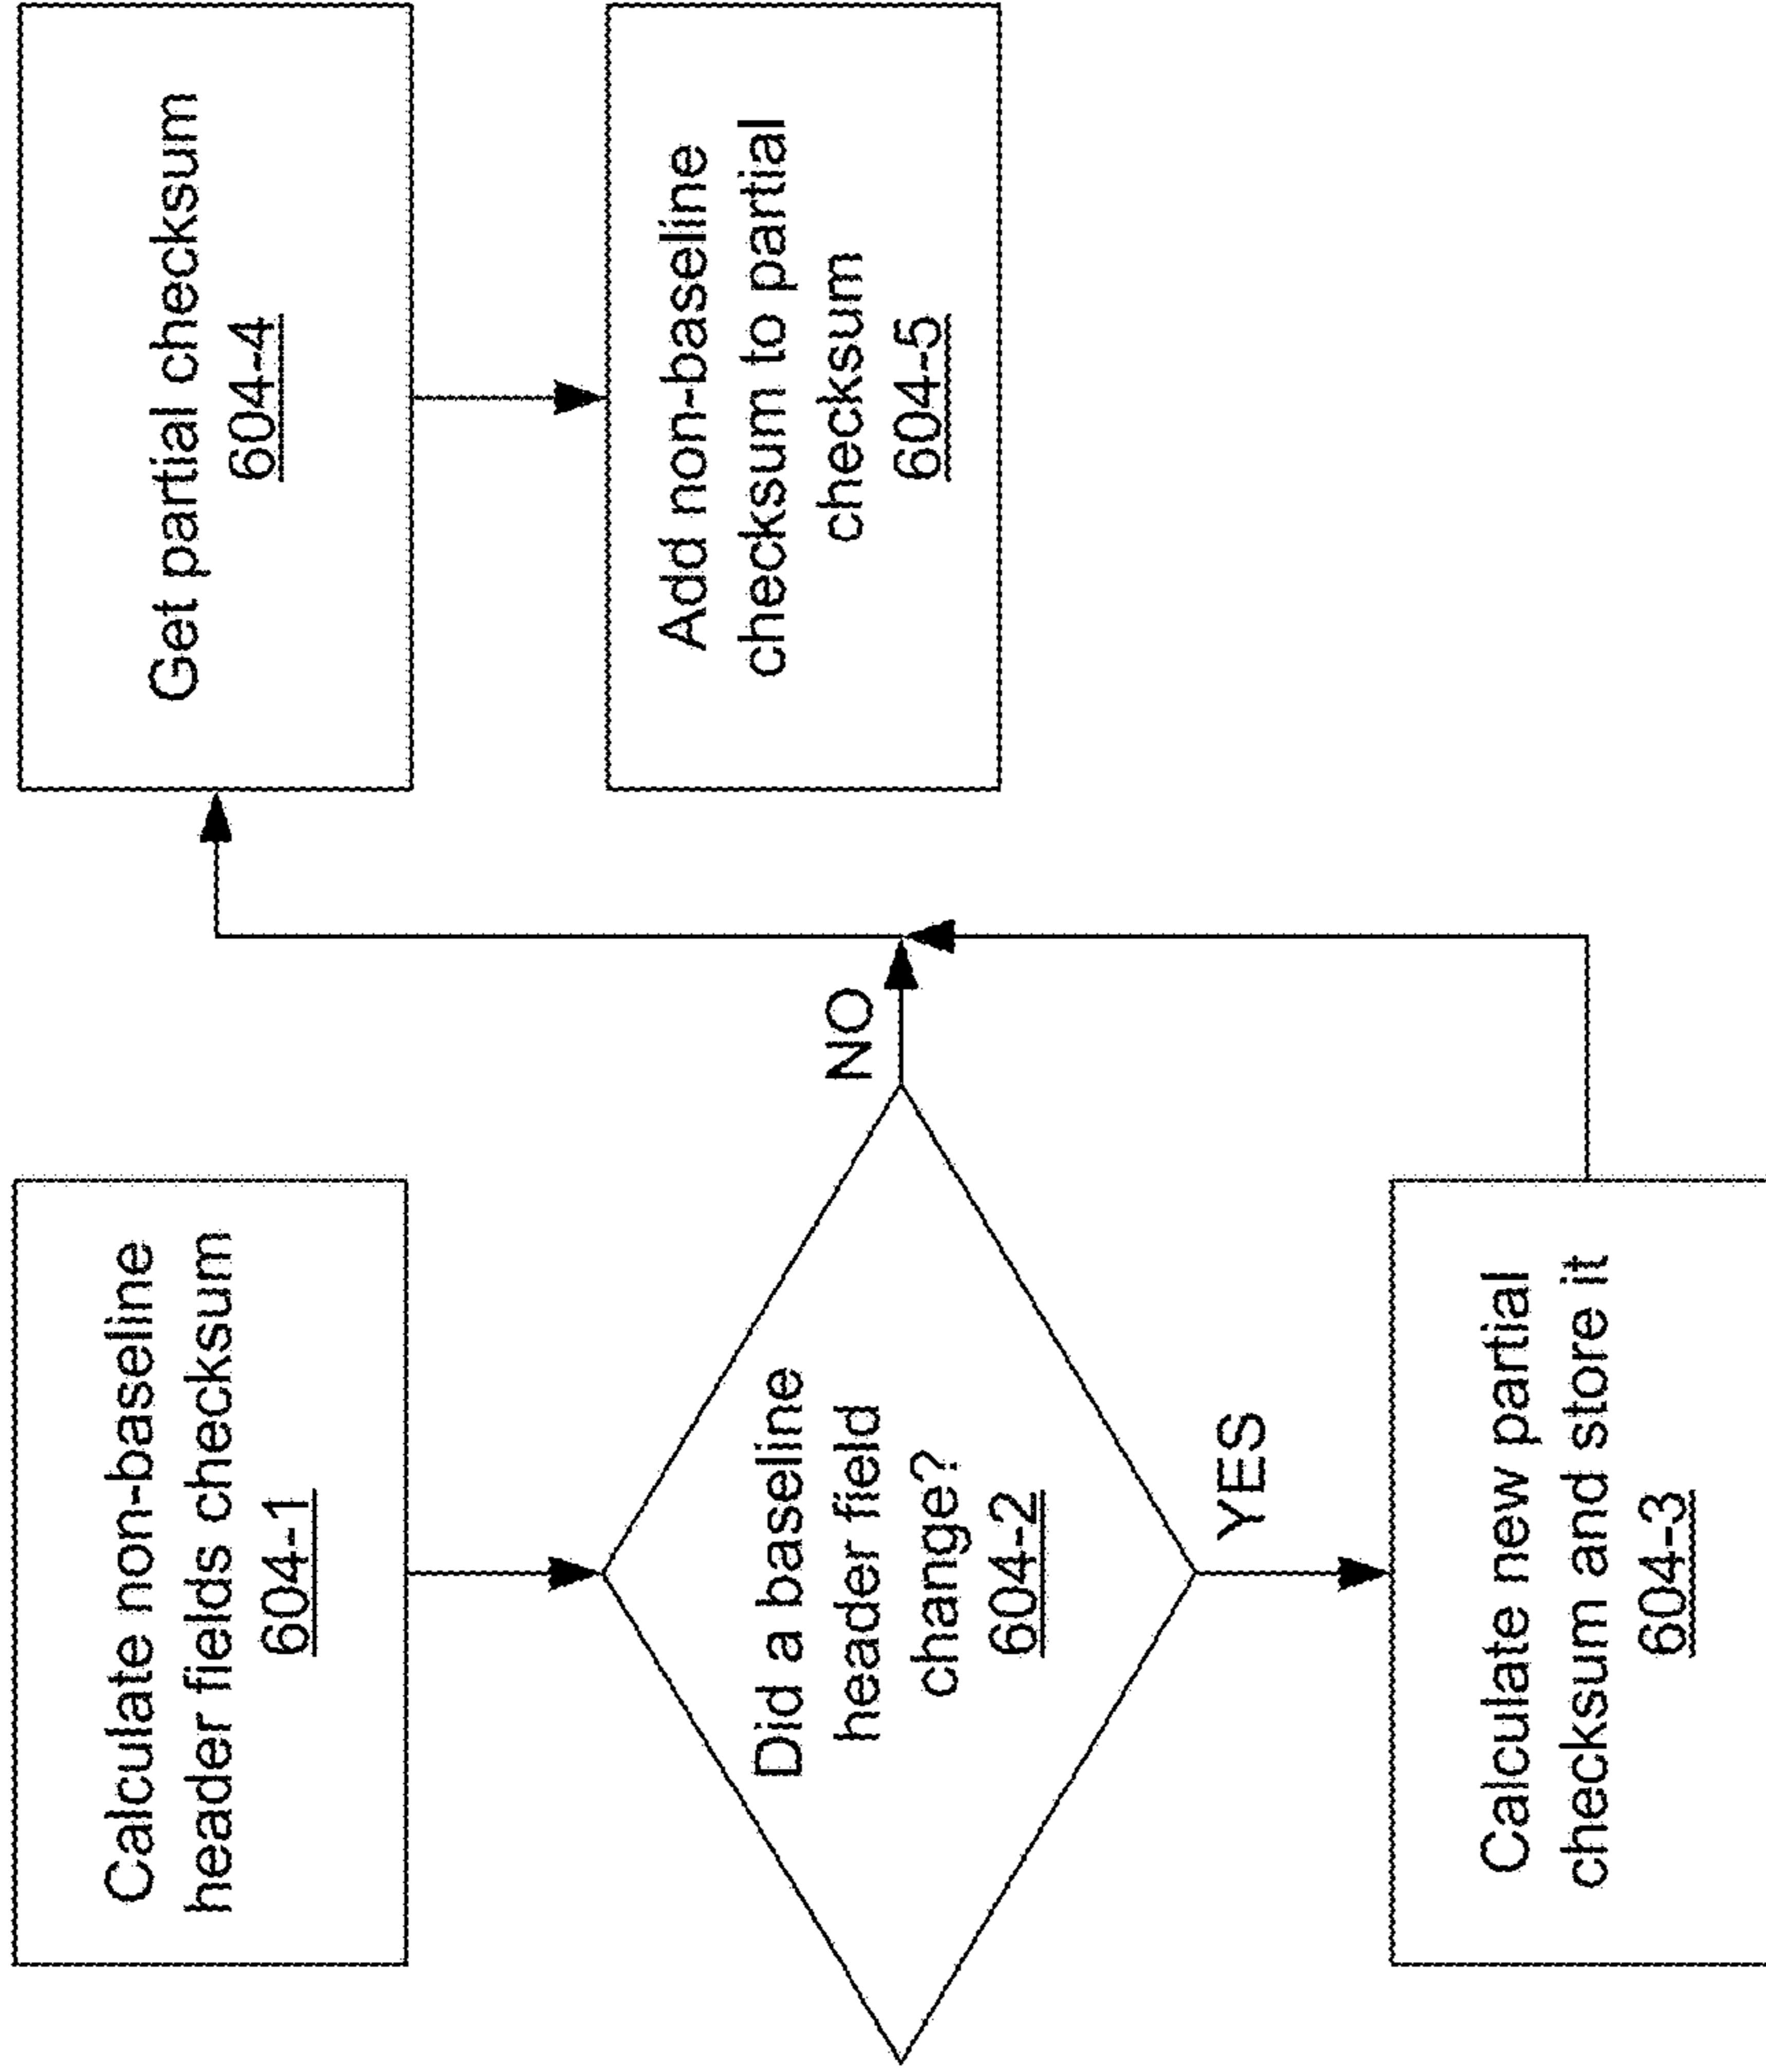 Calculate non-baseline
header fields checksum
604-1
Did a baseline
header field
change?
604-2
NO
YES
Calculate new partial
checksum and store it
604-3
Get partial checksum
604-4
Add non-baseline
checksum to partial
checksum
604-5